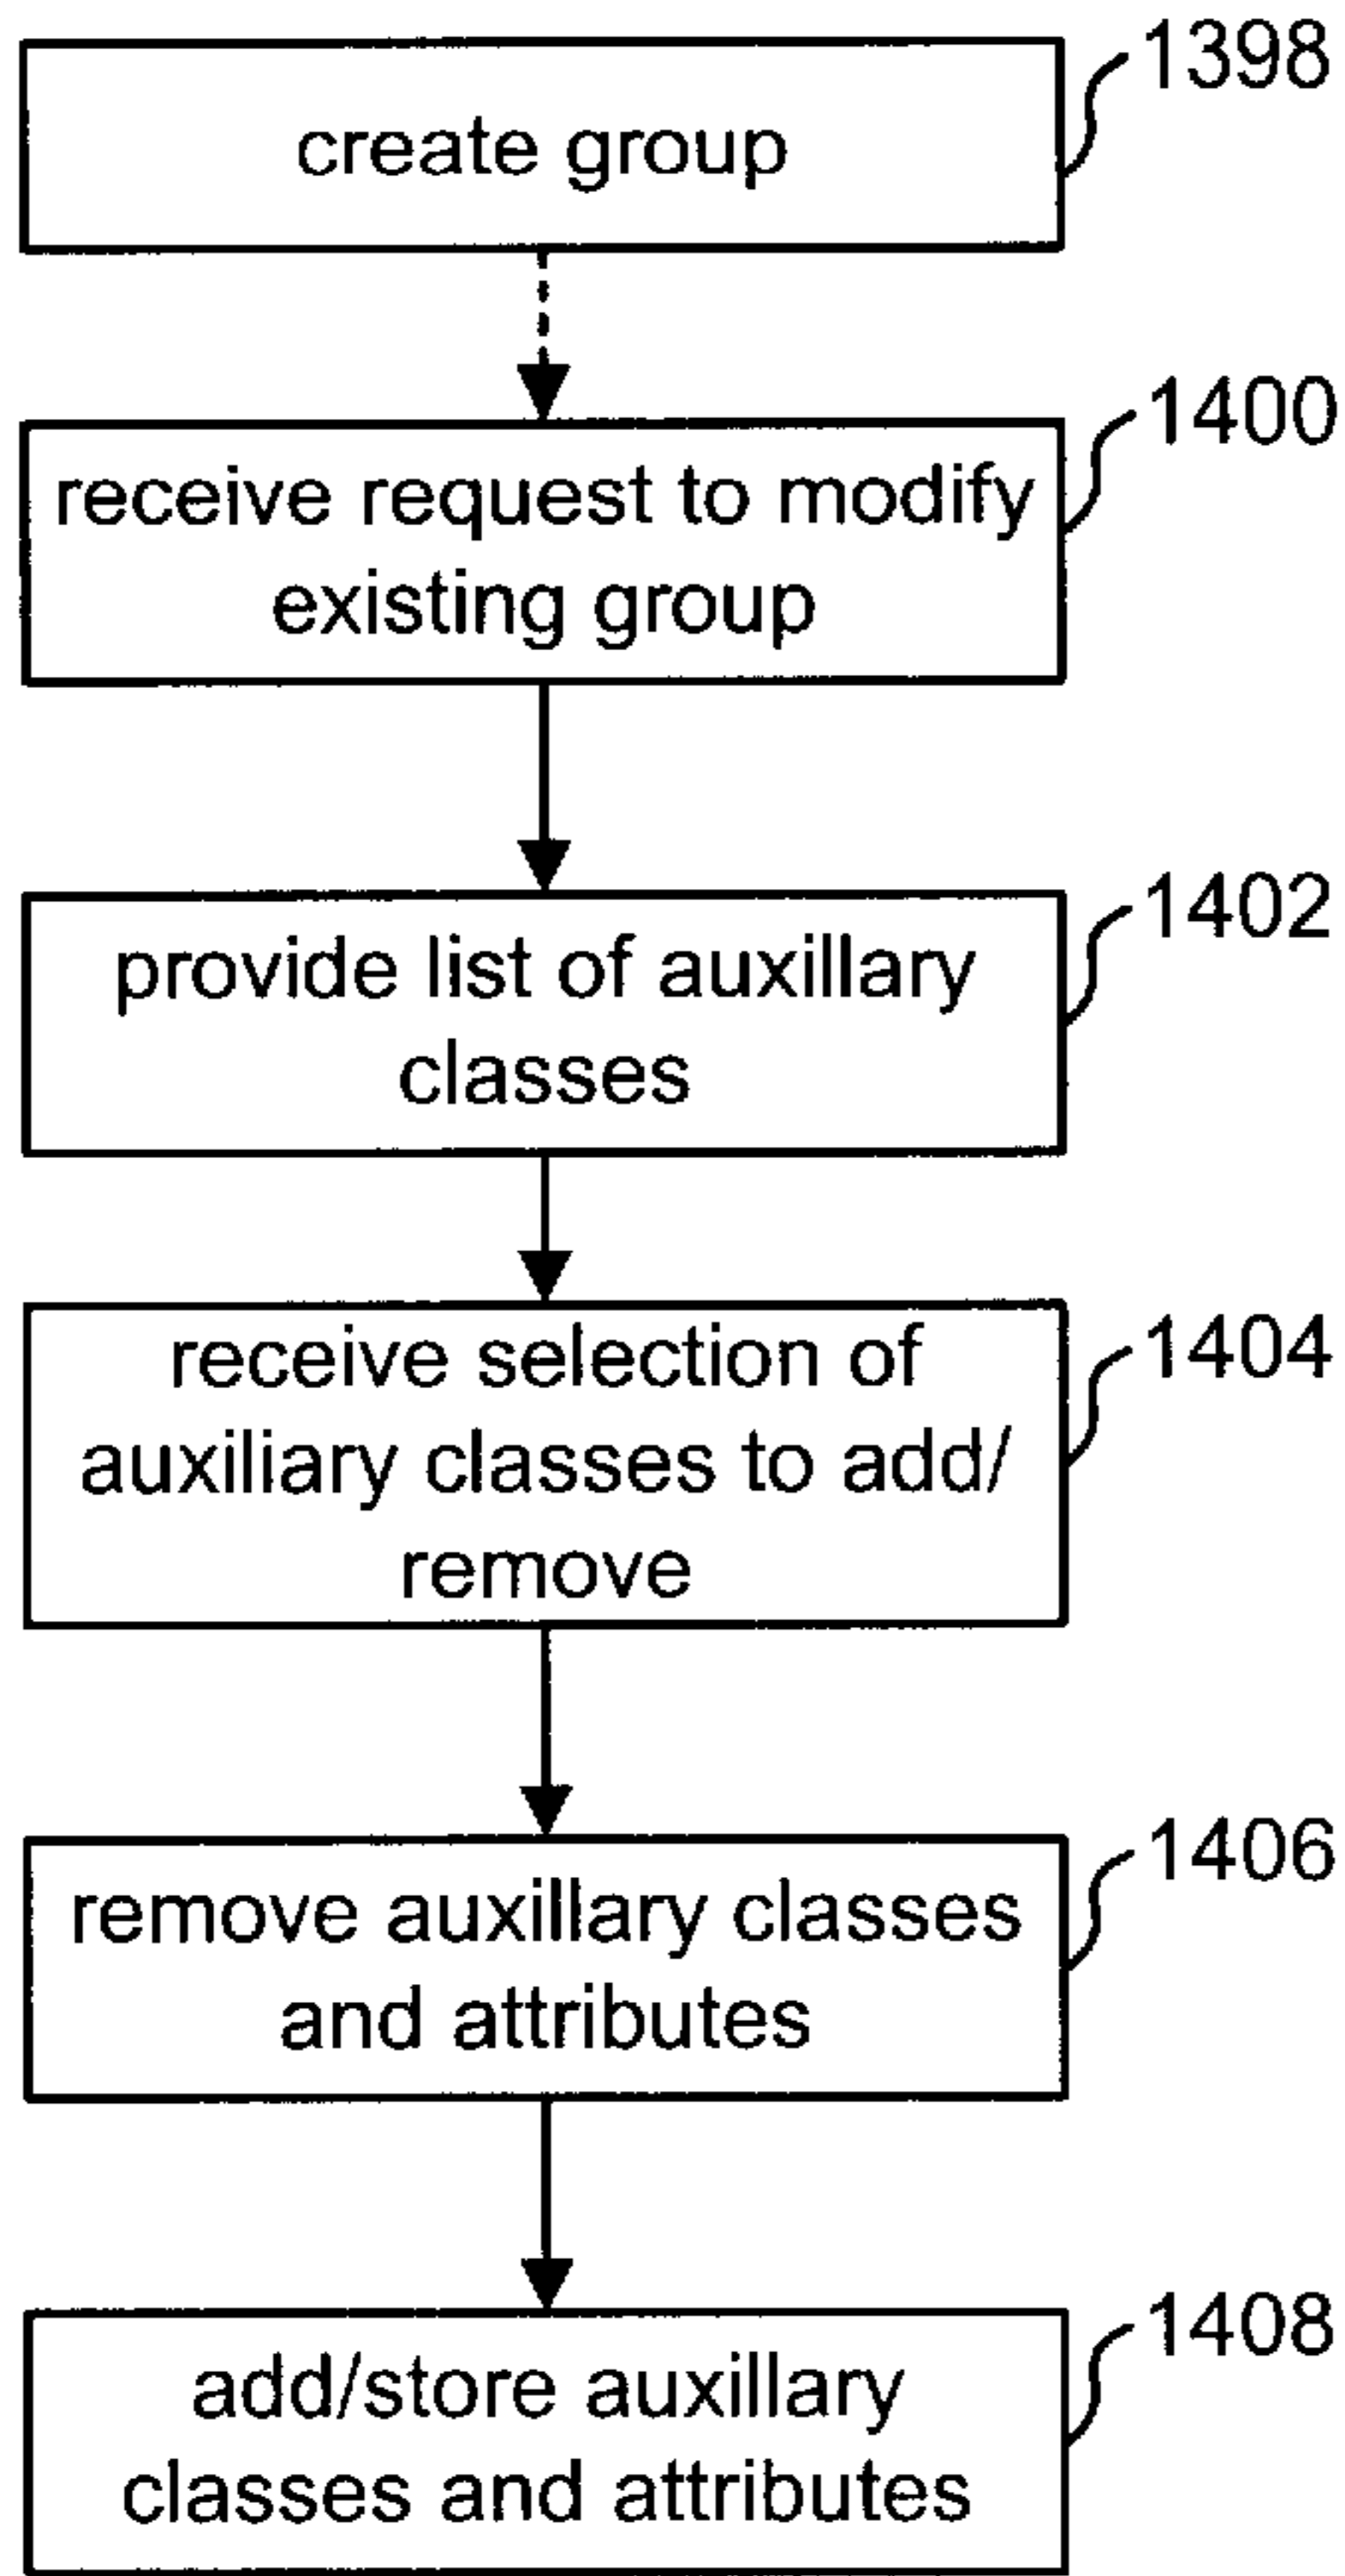 1398
create group
1400
receive request to modify
existing group
1402
provide list of auxillary
classes
1404
receive selection of
auxiliary classes to add/
remove
1406
remove auxillary classes
and attributes
1408
add/store auxillary
classes and attributes